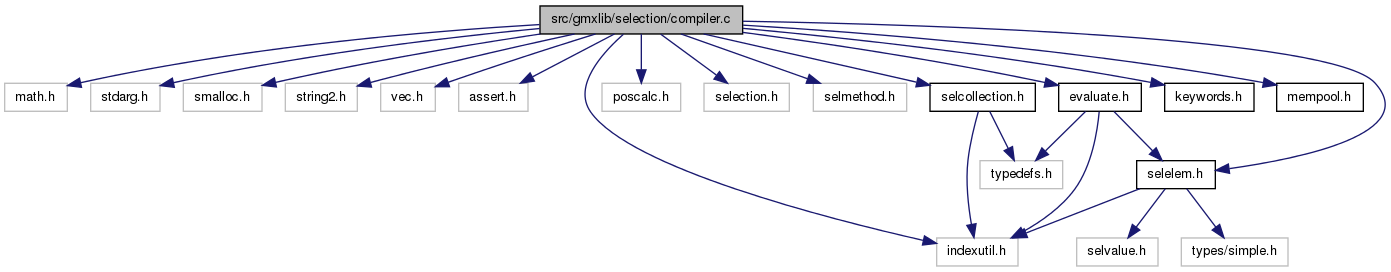 src/gmxlib/selection/compiler.c
math.h
stdarg.h
smalloc.h
string2.h
vec.h
assert.h
poscalc.h
selection.h
selmethod.h
selcollection.h
evaluate.h
keywords.h
mempool.h
typedefs.h
selelem.h
indexutil.h
selvalue.h
types/simple.h